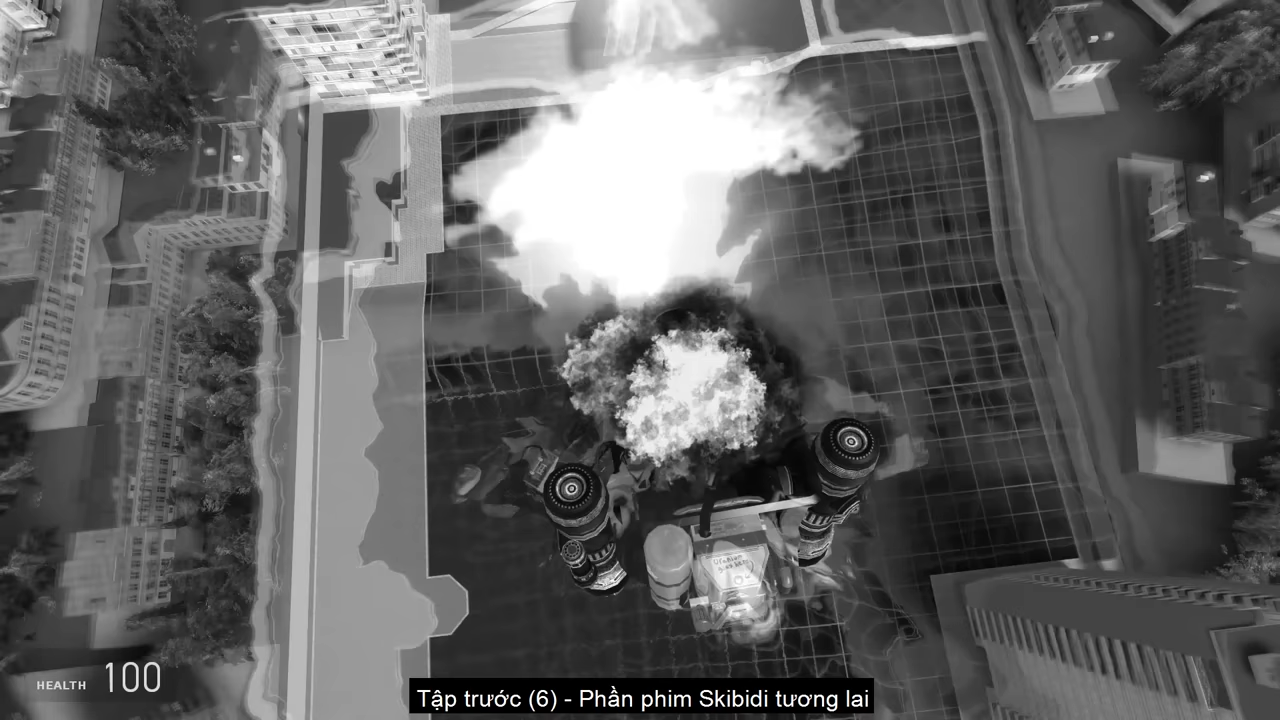 HEALTH 100
Tập trước (6) - Phần phim Skibidi tương lai